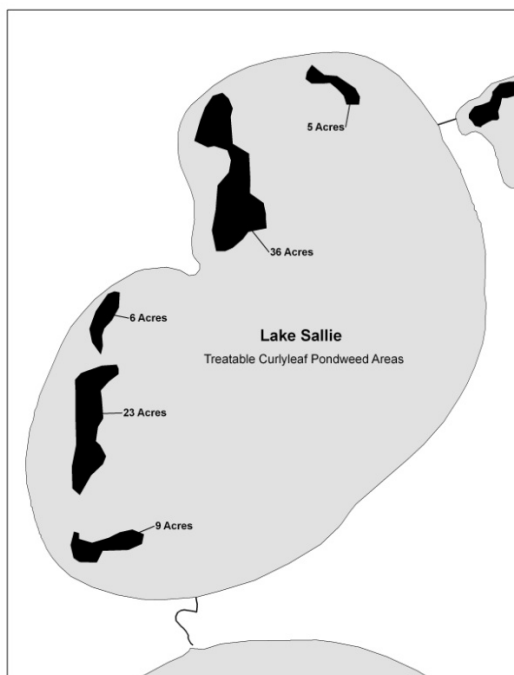 5 Acres
36 Acres
6 Acres
Lake Sallie
Treatable Curlyleaf Pondweed Areas
23 Acres
9 Acres